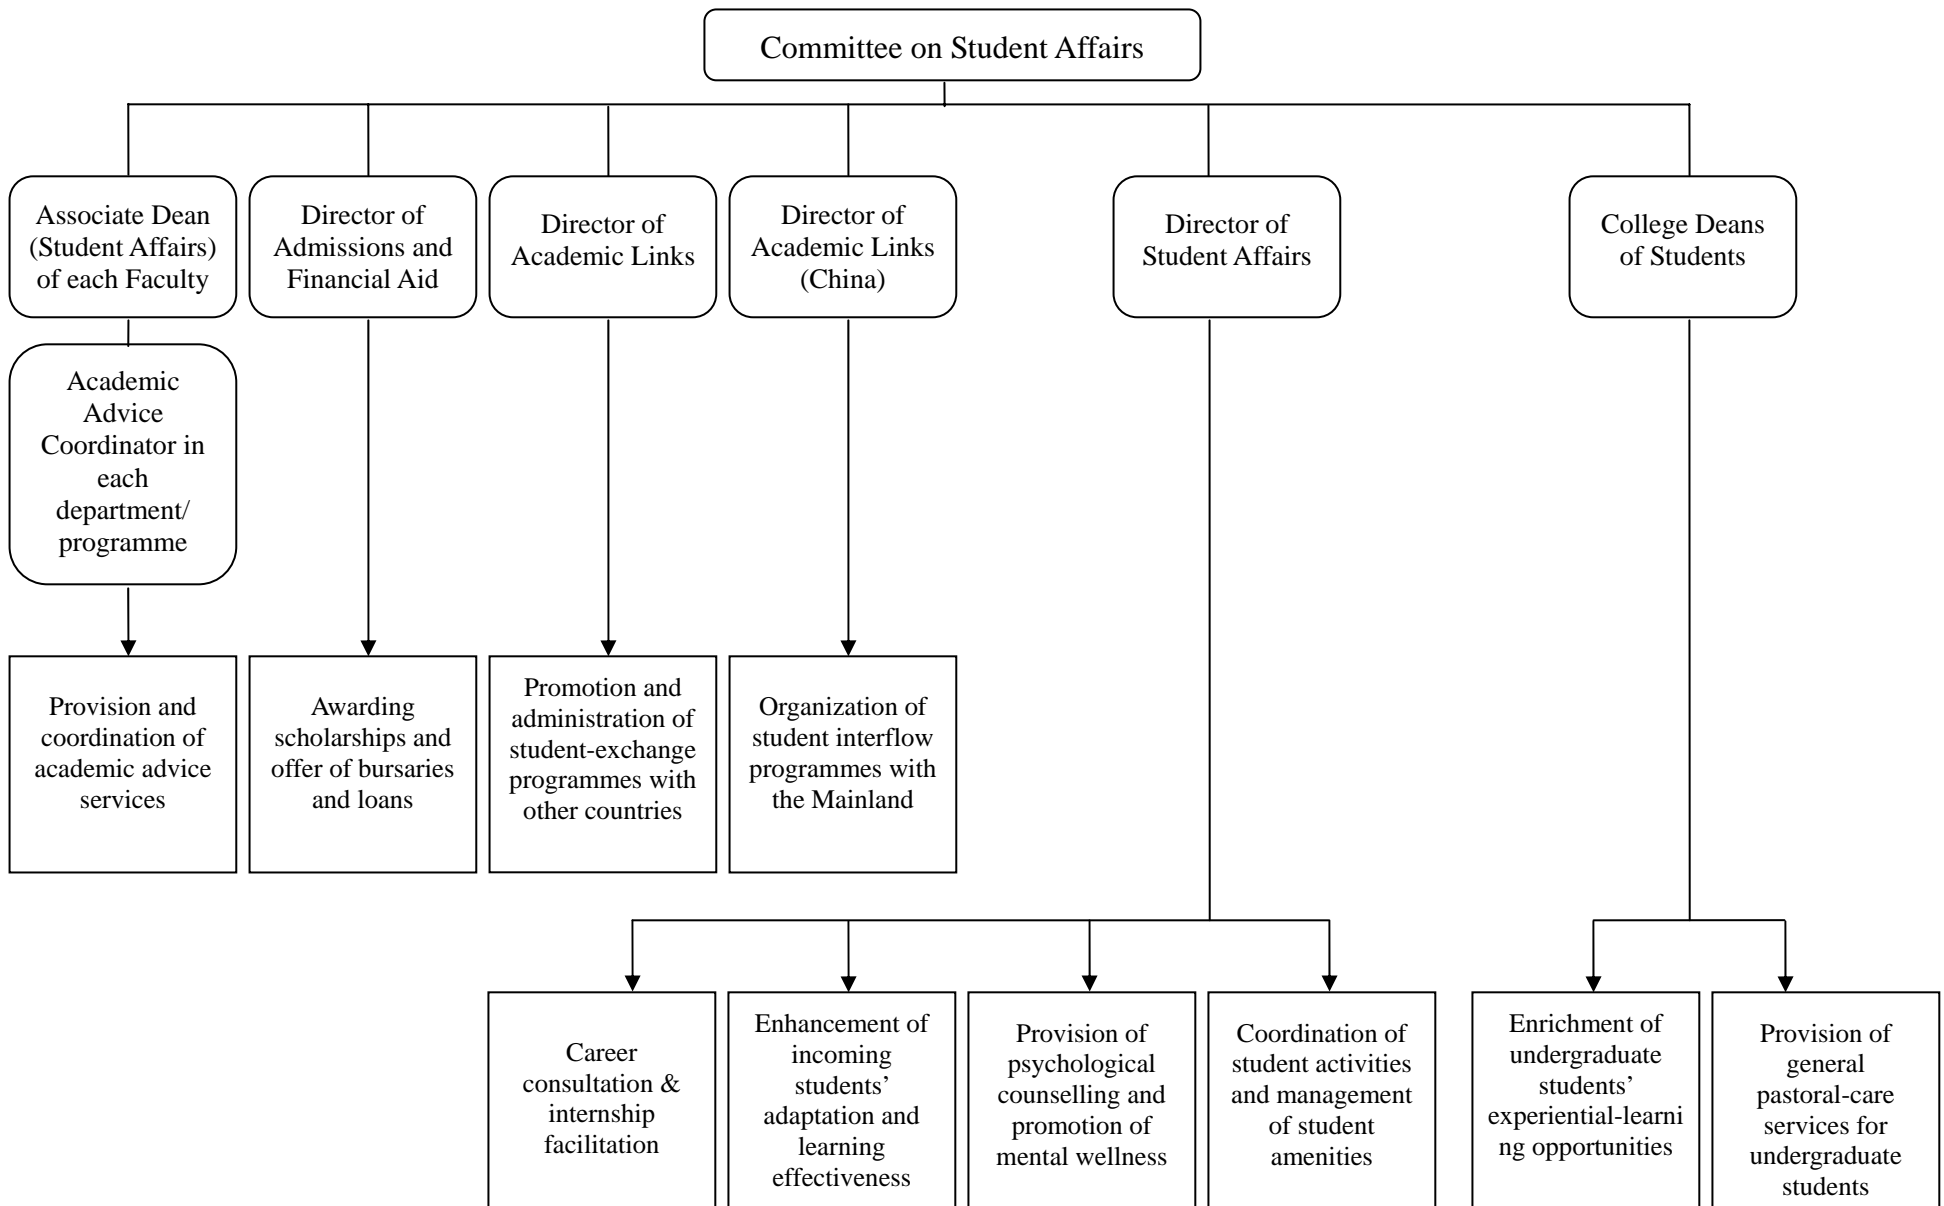 Committee on Student Affairs
Associate Dean
(Student Affairs)
of each Faculty
Director of
Admissions and
Financial Aid
Director of
Academic Links
Director of
Academic Links
(China)
Director of
Student Affairs
College Deans
of Students
Academic
Advice
Coordinator in
each
department/
programme
Provision and
coordination of
academic advice
services
Awarding
scholarships and
offer of bursaries
and loans
Promotion and
administration of
student-exchange
programmes with
other countries
Organization of
student interflow
programmes with
the Mainland
Career
consultation &
internship
facilitation
Enhancement of
incoming
students’
adaptation and
learning
effectiveness
Provision of
psychological
counselling and
promotion of
mental wellness
Coordination of
student activities
and management
of student
amenities
Enrichment of
undergraduate
students’
experiential-learni
ng opportunities
Provision of
general
pastoral-care
services for
undergraduate
students